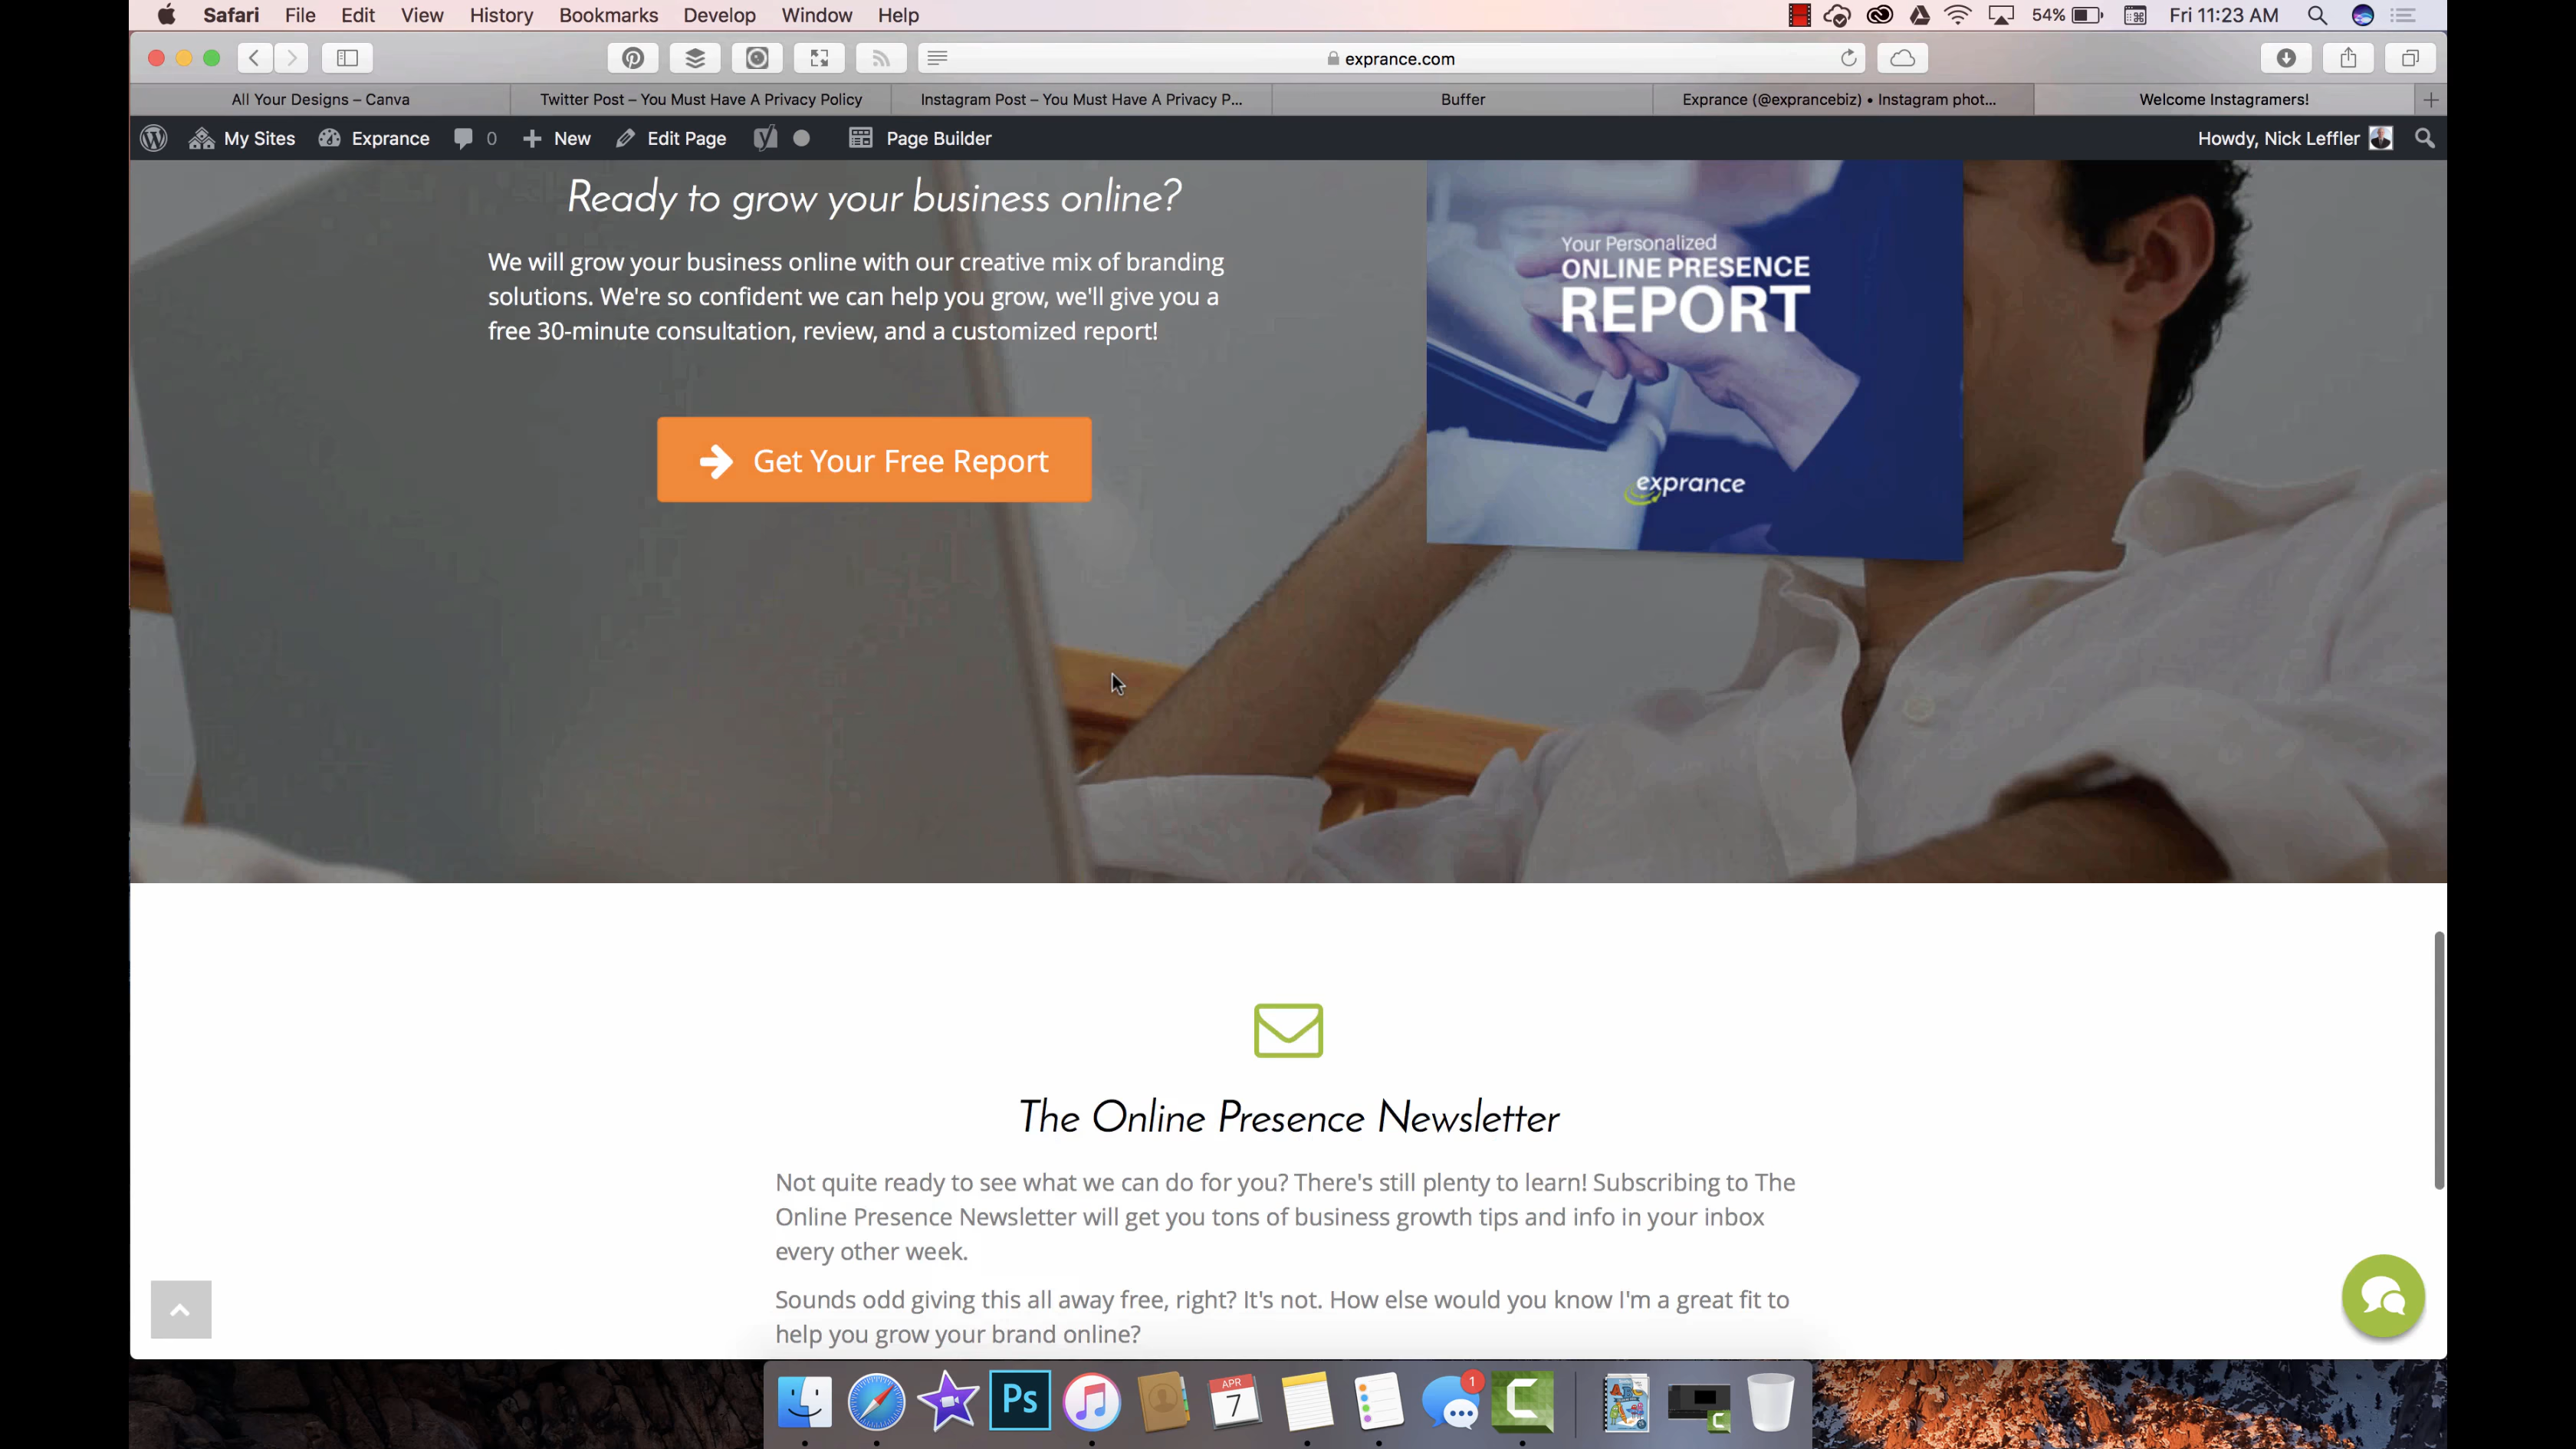 Safari File Edit View History Bookmarks Develop Window Help 54% Fri 11:23 AM
exprance.com
All Your Designs – Canva
Twitter Post – You Must Have A Privacy Policy
Instagram Post – You Must Have A Privacy P...
Buffer
Exprance (@exprancebiz) • Instagram phot...
Welcome Instagramers!
My Sites Exprance 0 New Edit Page Page Builder Howdy, Nick Leffler
Ready to grow your business online?
We will grow your business online with our creative mix of branding
solutions. We're so confident we can help you grow, we'll give you a
free 30-minute consultation, review, and a customized report!
Get Your Free Report
Your Personalized
ONLINE PRESENCE
REPORT
exprance
The Online Presence Newsletter
Not quite ready to see what we can do for you? There's still plenty to learn! Subscribing to The
Online Presence Newsletter will get you tons of business growth tips and info in your inbox
every other week.
Sounds odd giving this all away free, right? It's not. How else would you know I'm a great fit to
help you grow your brand online?
Ps
APR
7
1